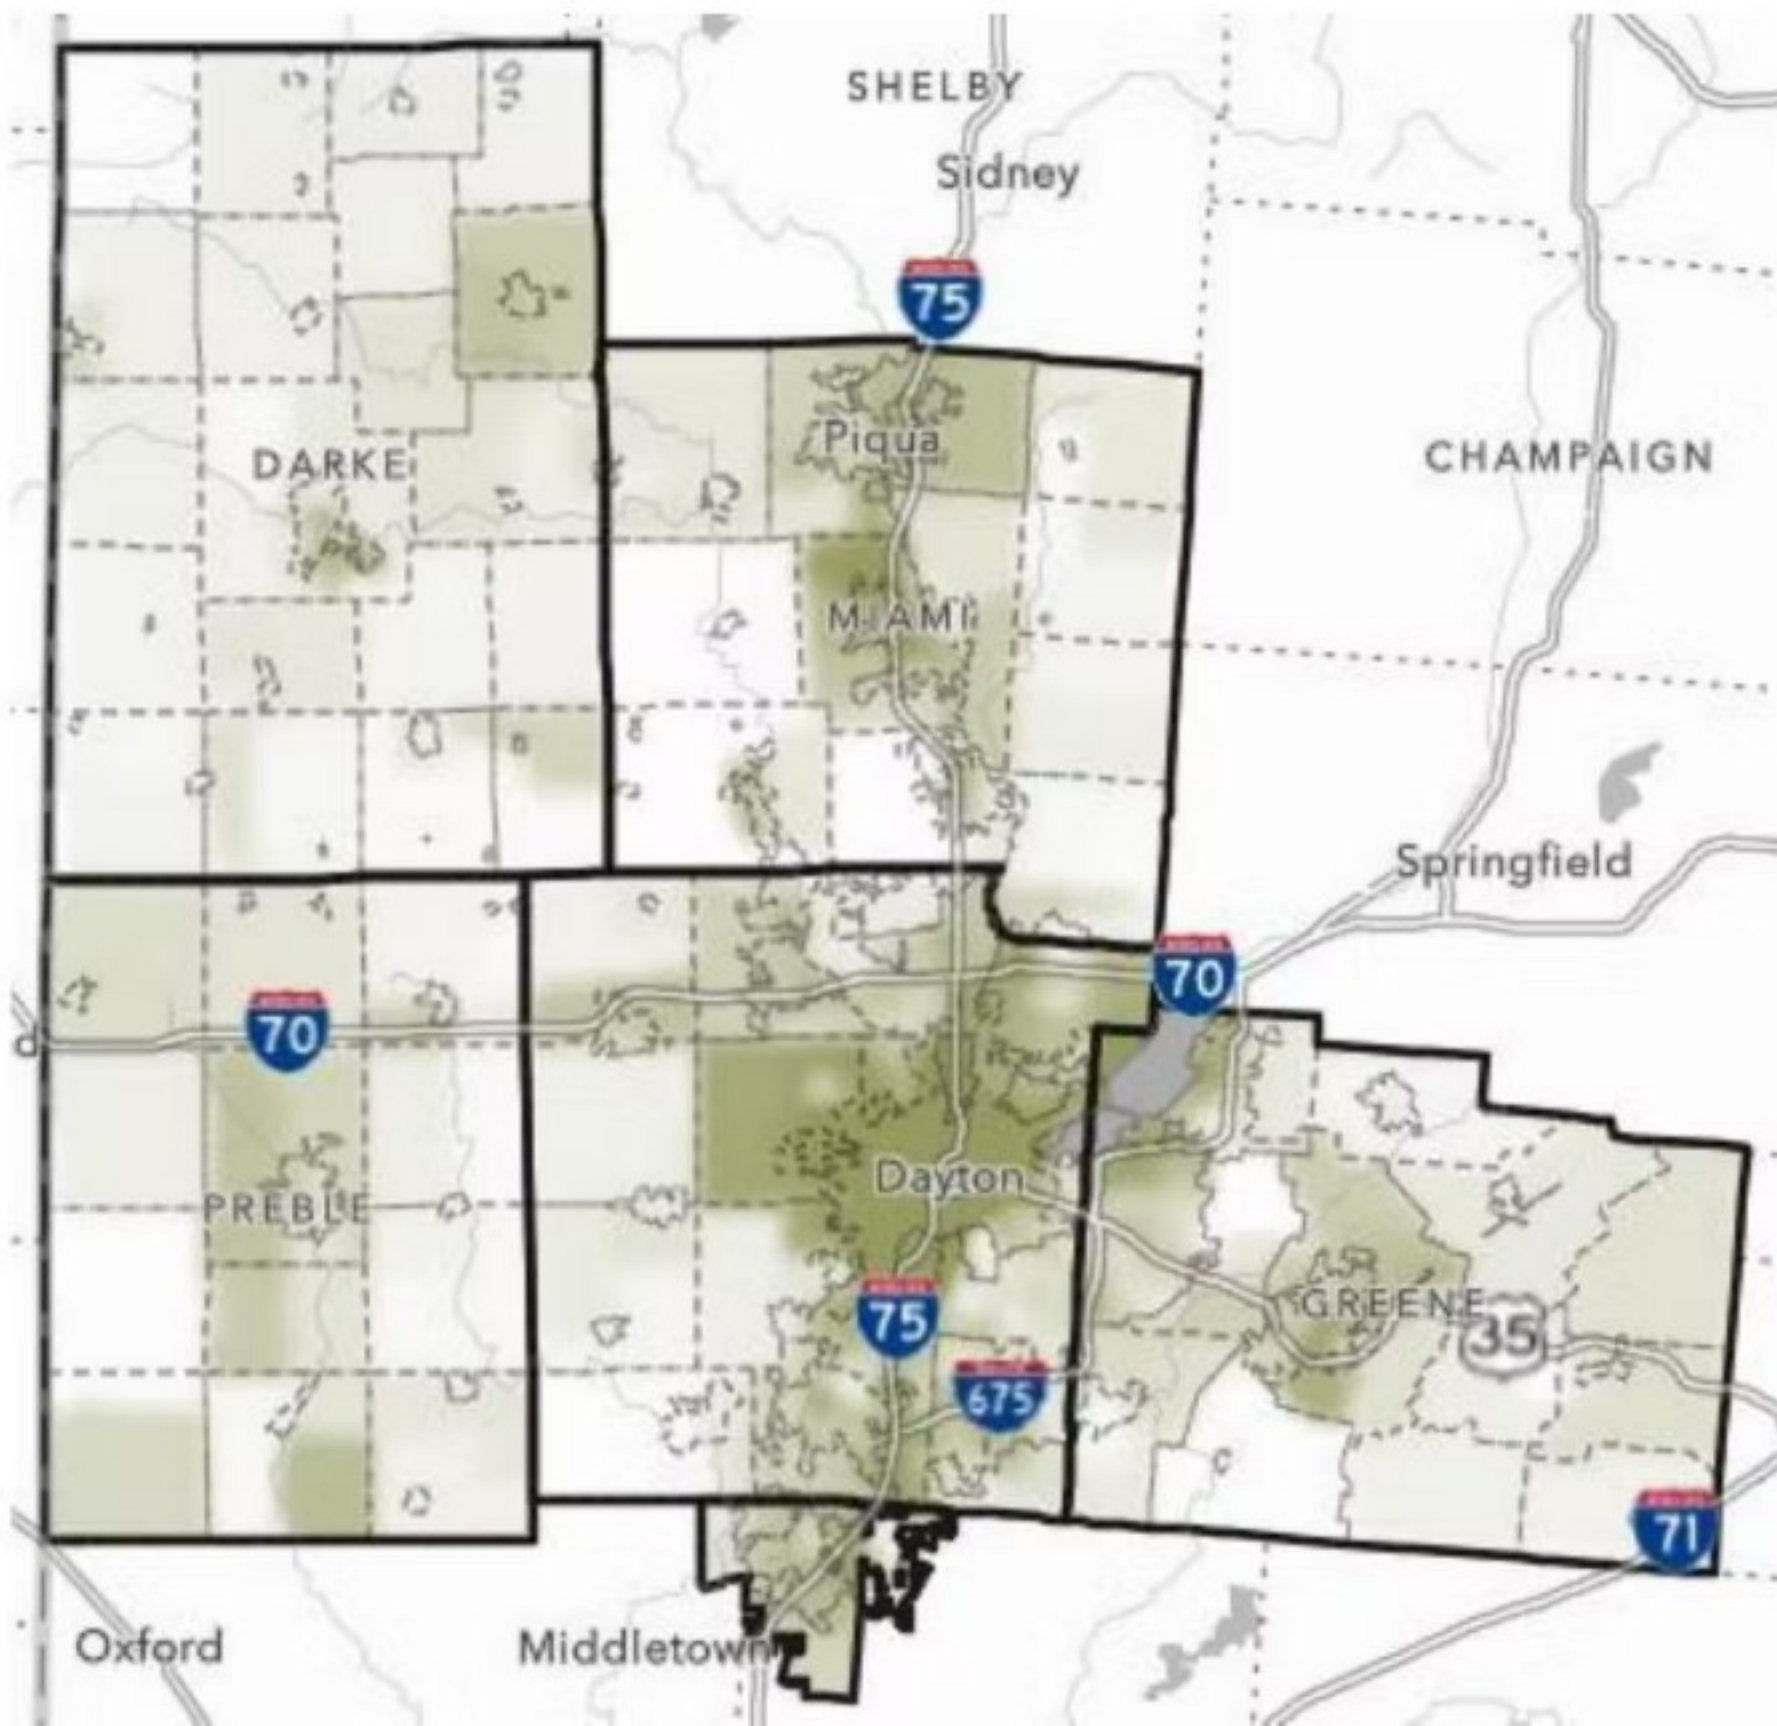 SHELBY
Sidney
75
Piqua
DARKE
CHAMPAIGN
MIAMI
Springfield
70
70
d
Dayton
PREBLE
75
GREENE
35
675
71
Oxford
Middletown